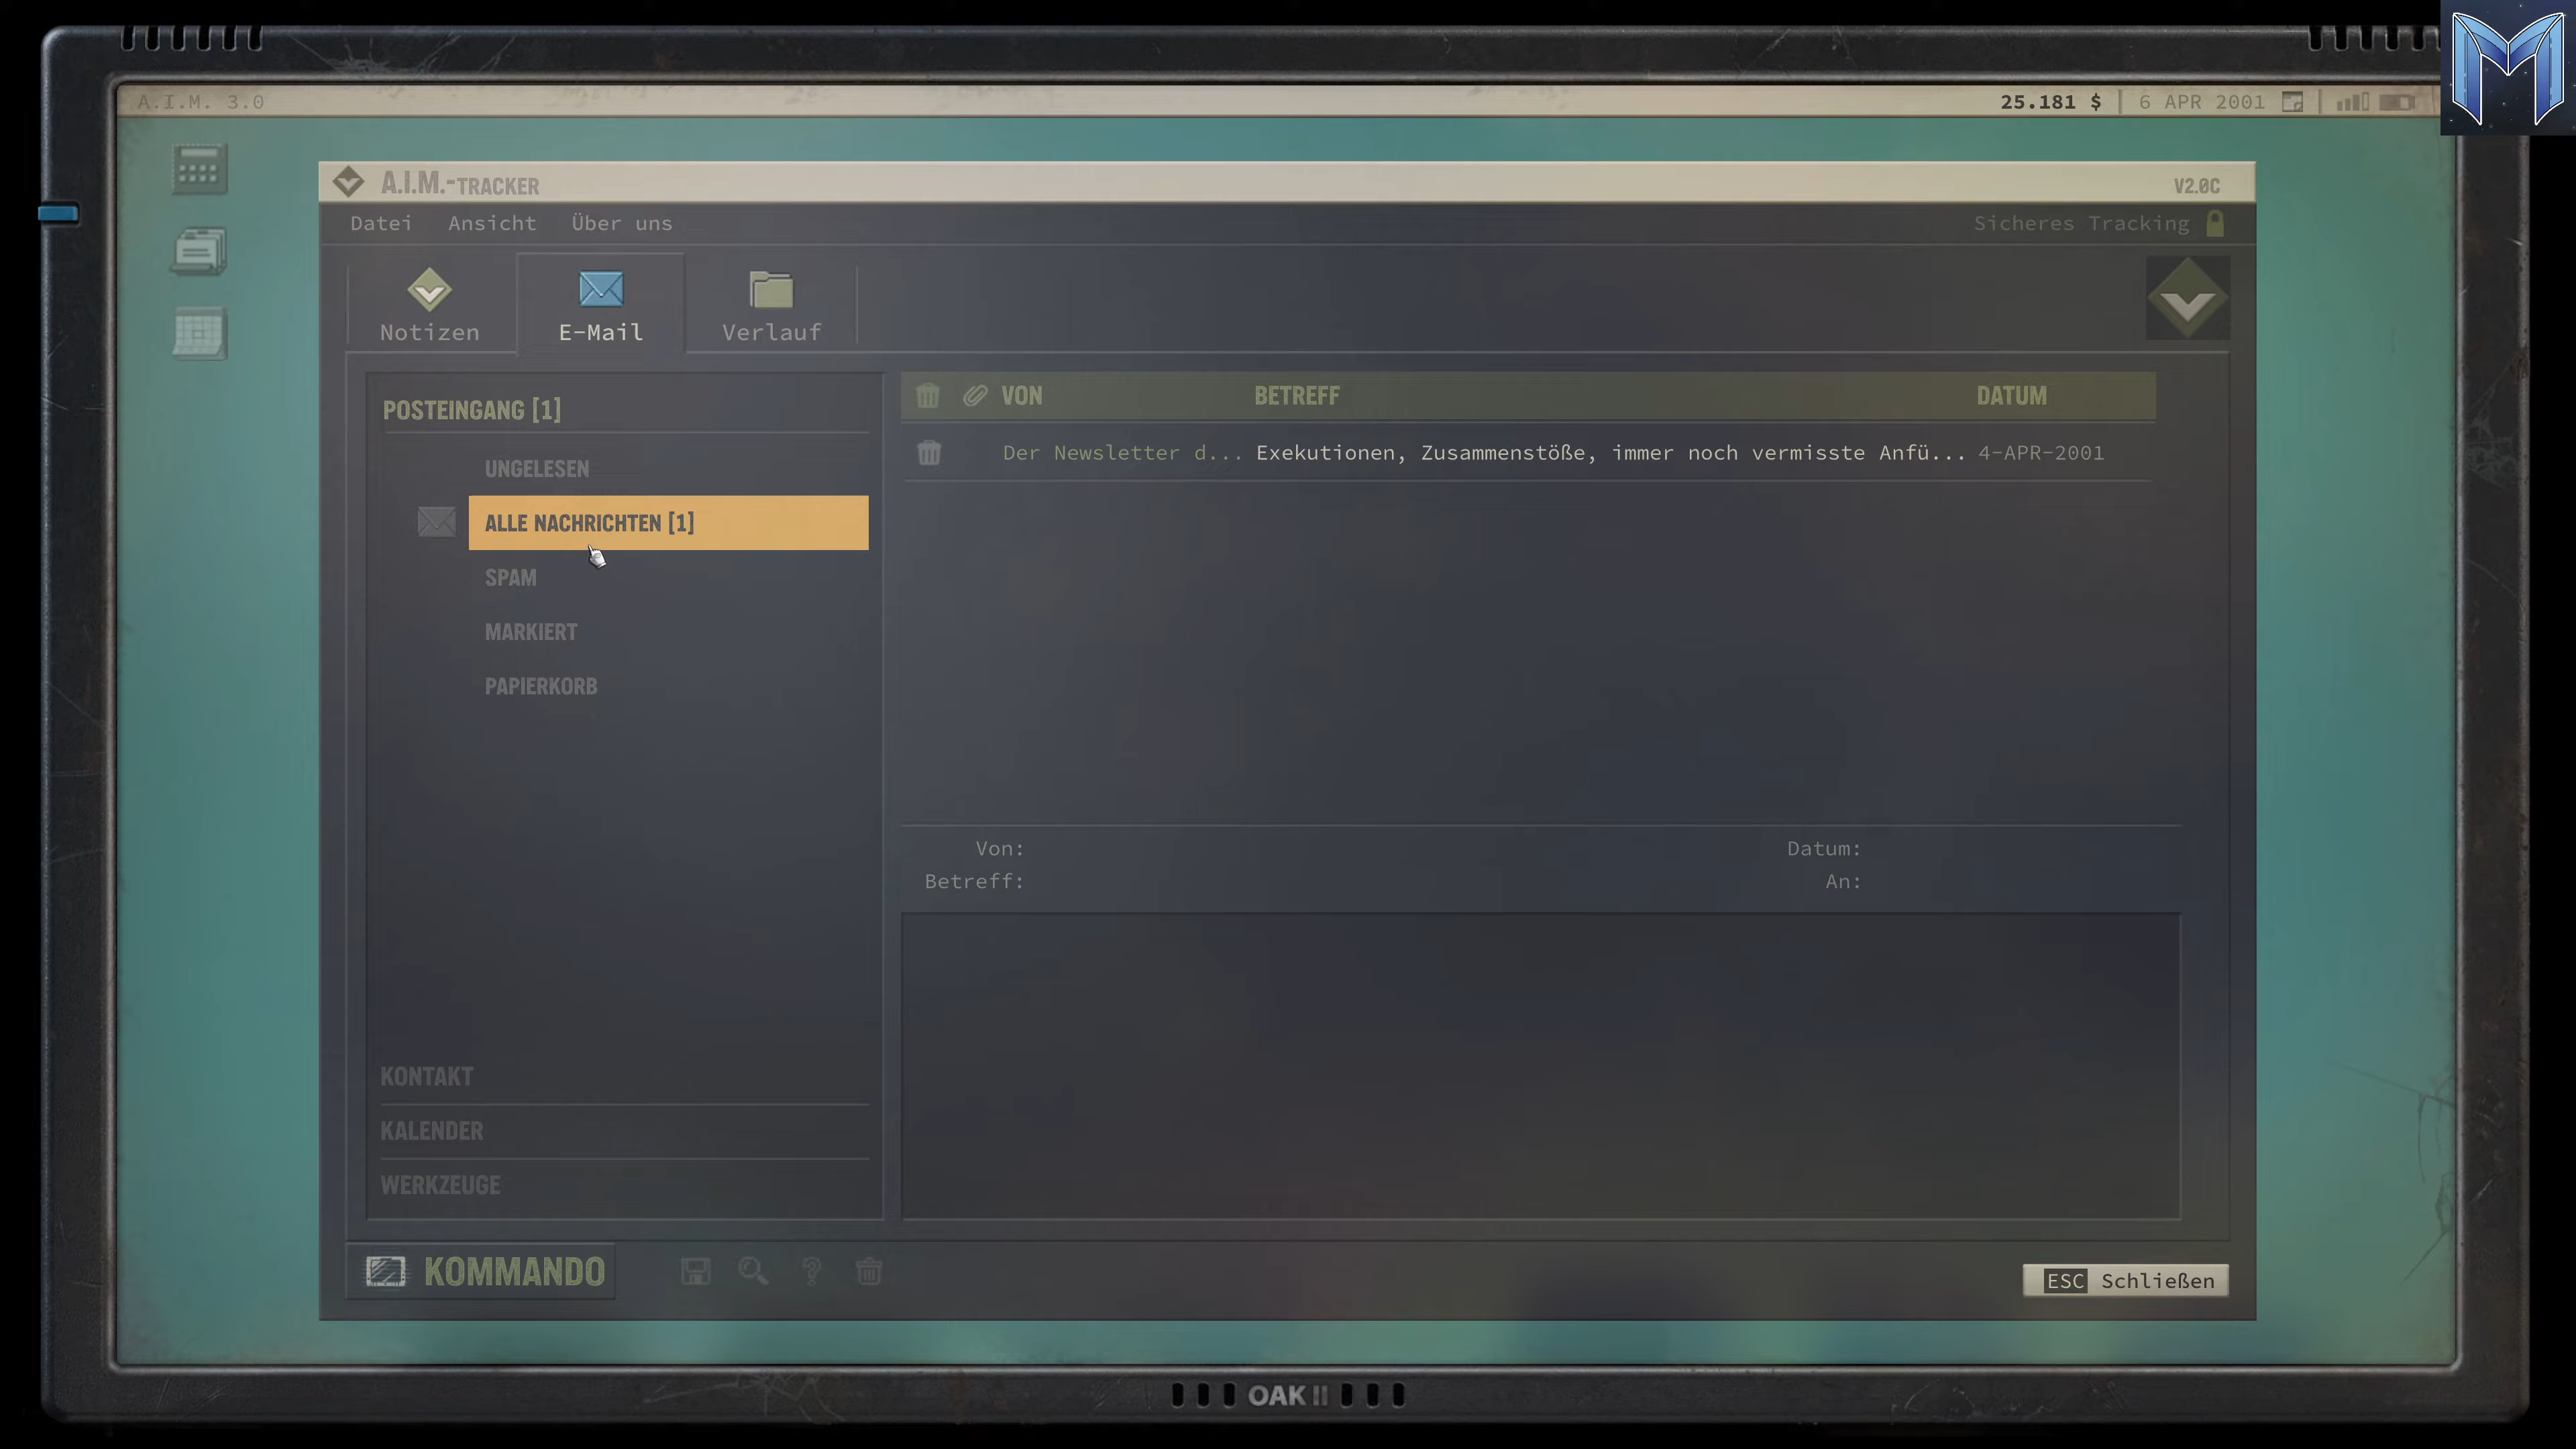 A.I.M. 3.0
25.181 $ | 6 APR 2001
A.I.M.-TRACKER
V2.0C
Datei Ansicht Über uns
Sicheres Tracking
Notizen E-Mail Verlauf
POSTEINGANG [1]
UNGELESEN
ALLE NACHRICHTEN [1]
SPAM
MARKIERT
PAPIERKORB
KONTAKT
KALENDER
WERKZEUGE
VON BETREFF DATUM
Der Newsletter d... Exekutionen, Zusammenstöße, immer noch vermisste Anfü... 4-APR-2001
Von: Datum:
Betreff: An:
KOMMANDO
ESC Schließen
OAK II